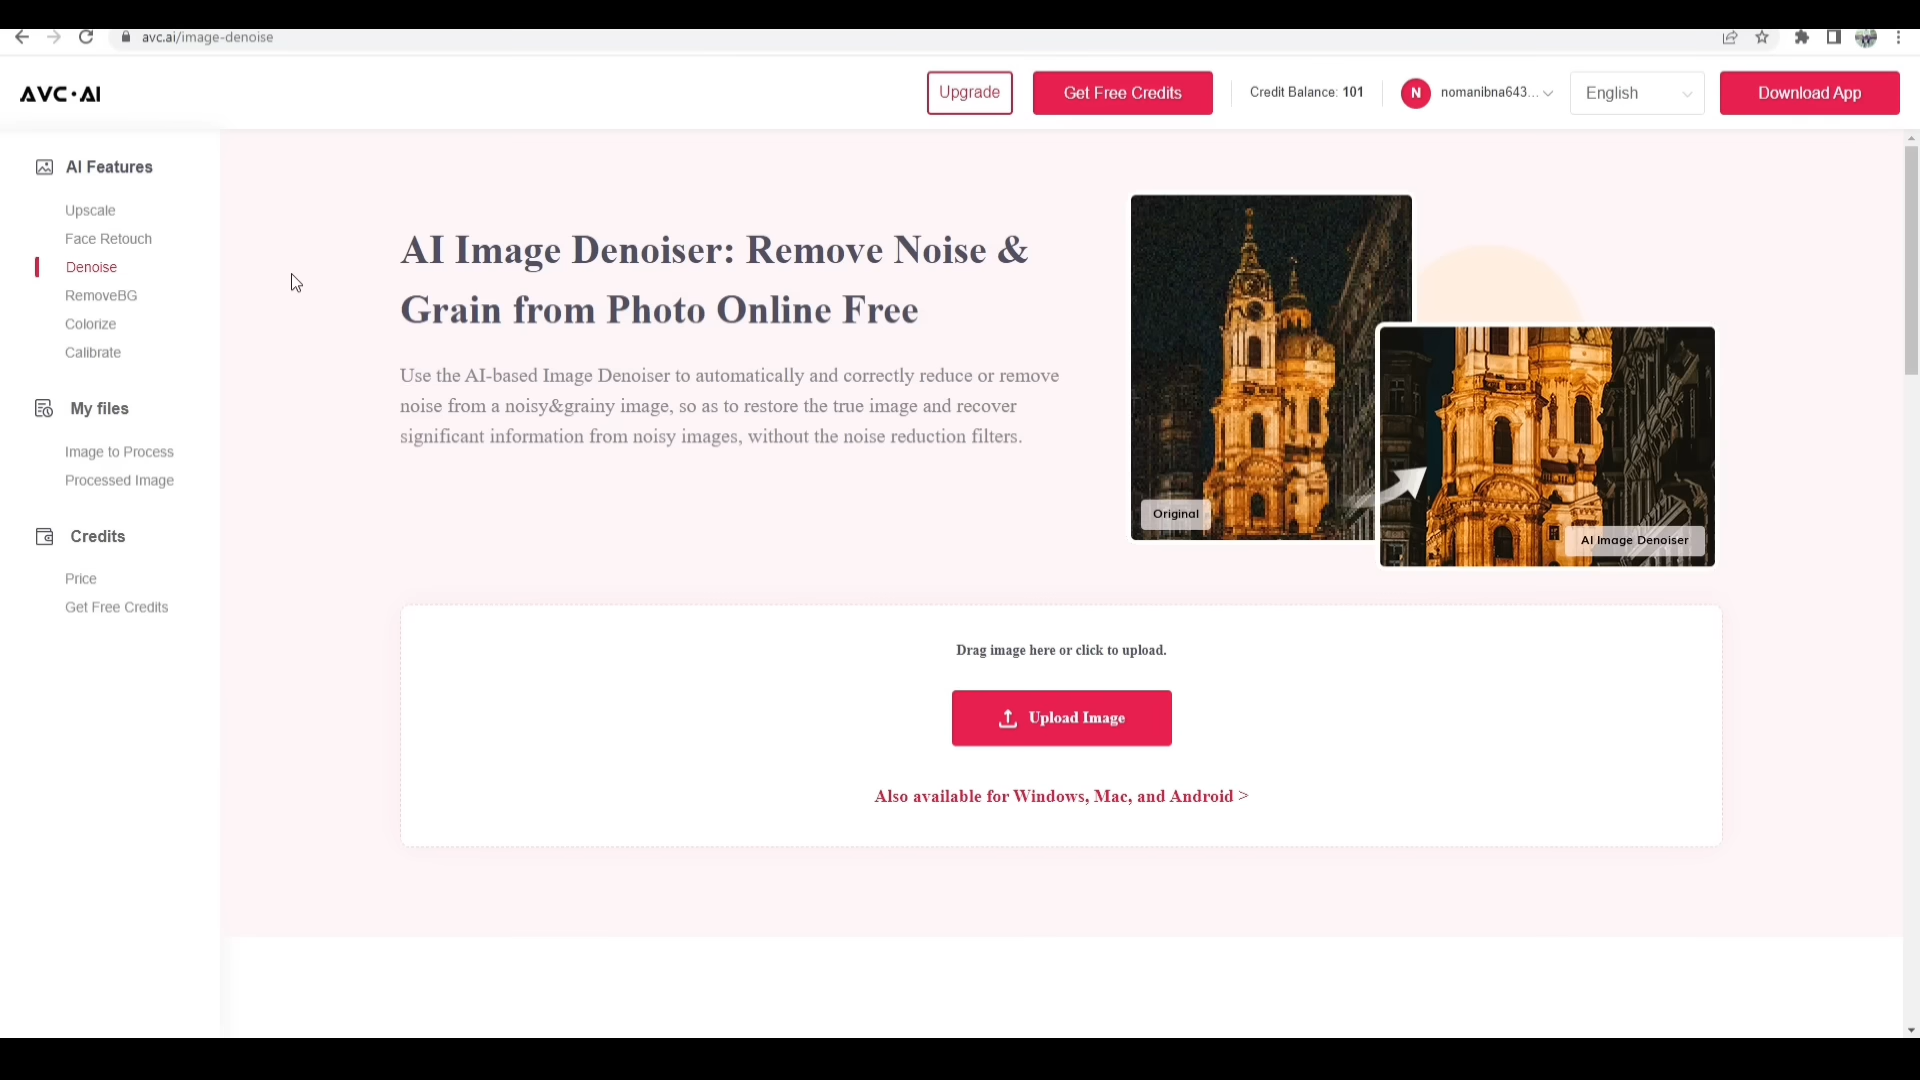 avc.ai/image-denoise
AVC·AI
Upgrade
Get Free Credits
Credit Balance: 101
N
nomanibna643...
English
Download App
AI Features
Upscale
Face Retouch
Denoise
RemoveBG
Colorize
Calibrate
My files
Image to Process
Processed Image
Credits
Price
Get Free Credits
AI Image Denoiser: Remove Noise &
Grain from Photo Online Free
Use the AI-based Image Denoiser to automatically and correctly reduce or remove
noise from a noisy&grainy image, so as to restore the true image and recover
significant information from noisy images, without the noise reduction filters.
Original
AI Image Denoiser
Drag image here or click to upload.
Upload Image
Also available for Windows, Mac, and Android >